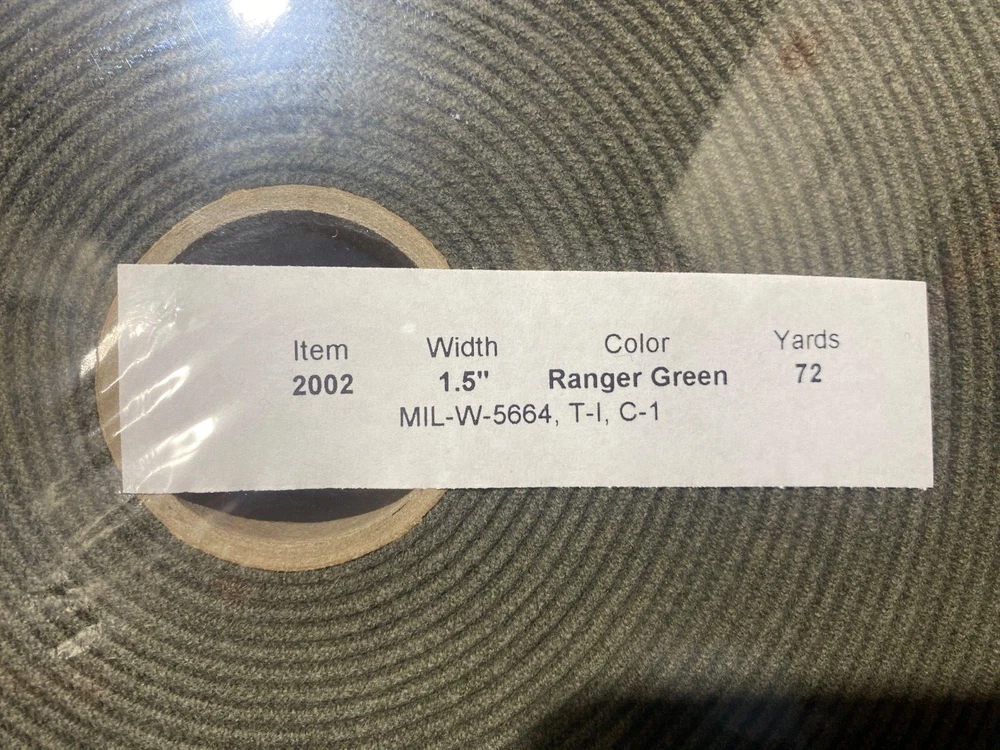 Item Width Color Yards
2002 1.5" Ranger Green 72
MIL-W-5664, T-I, C-1